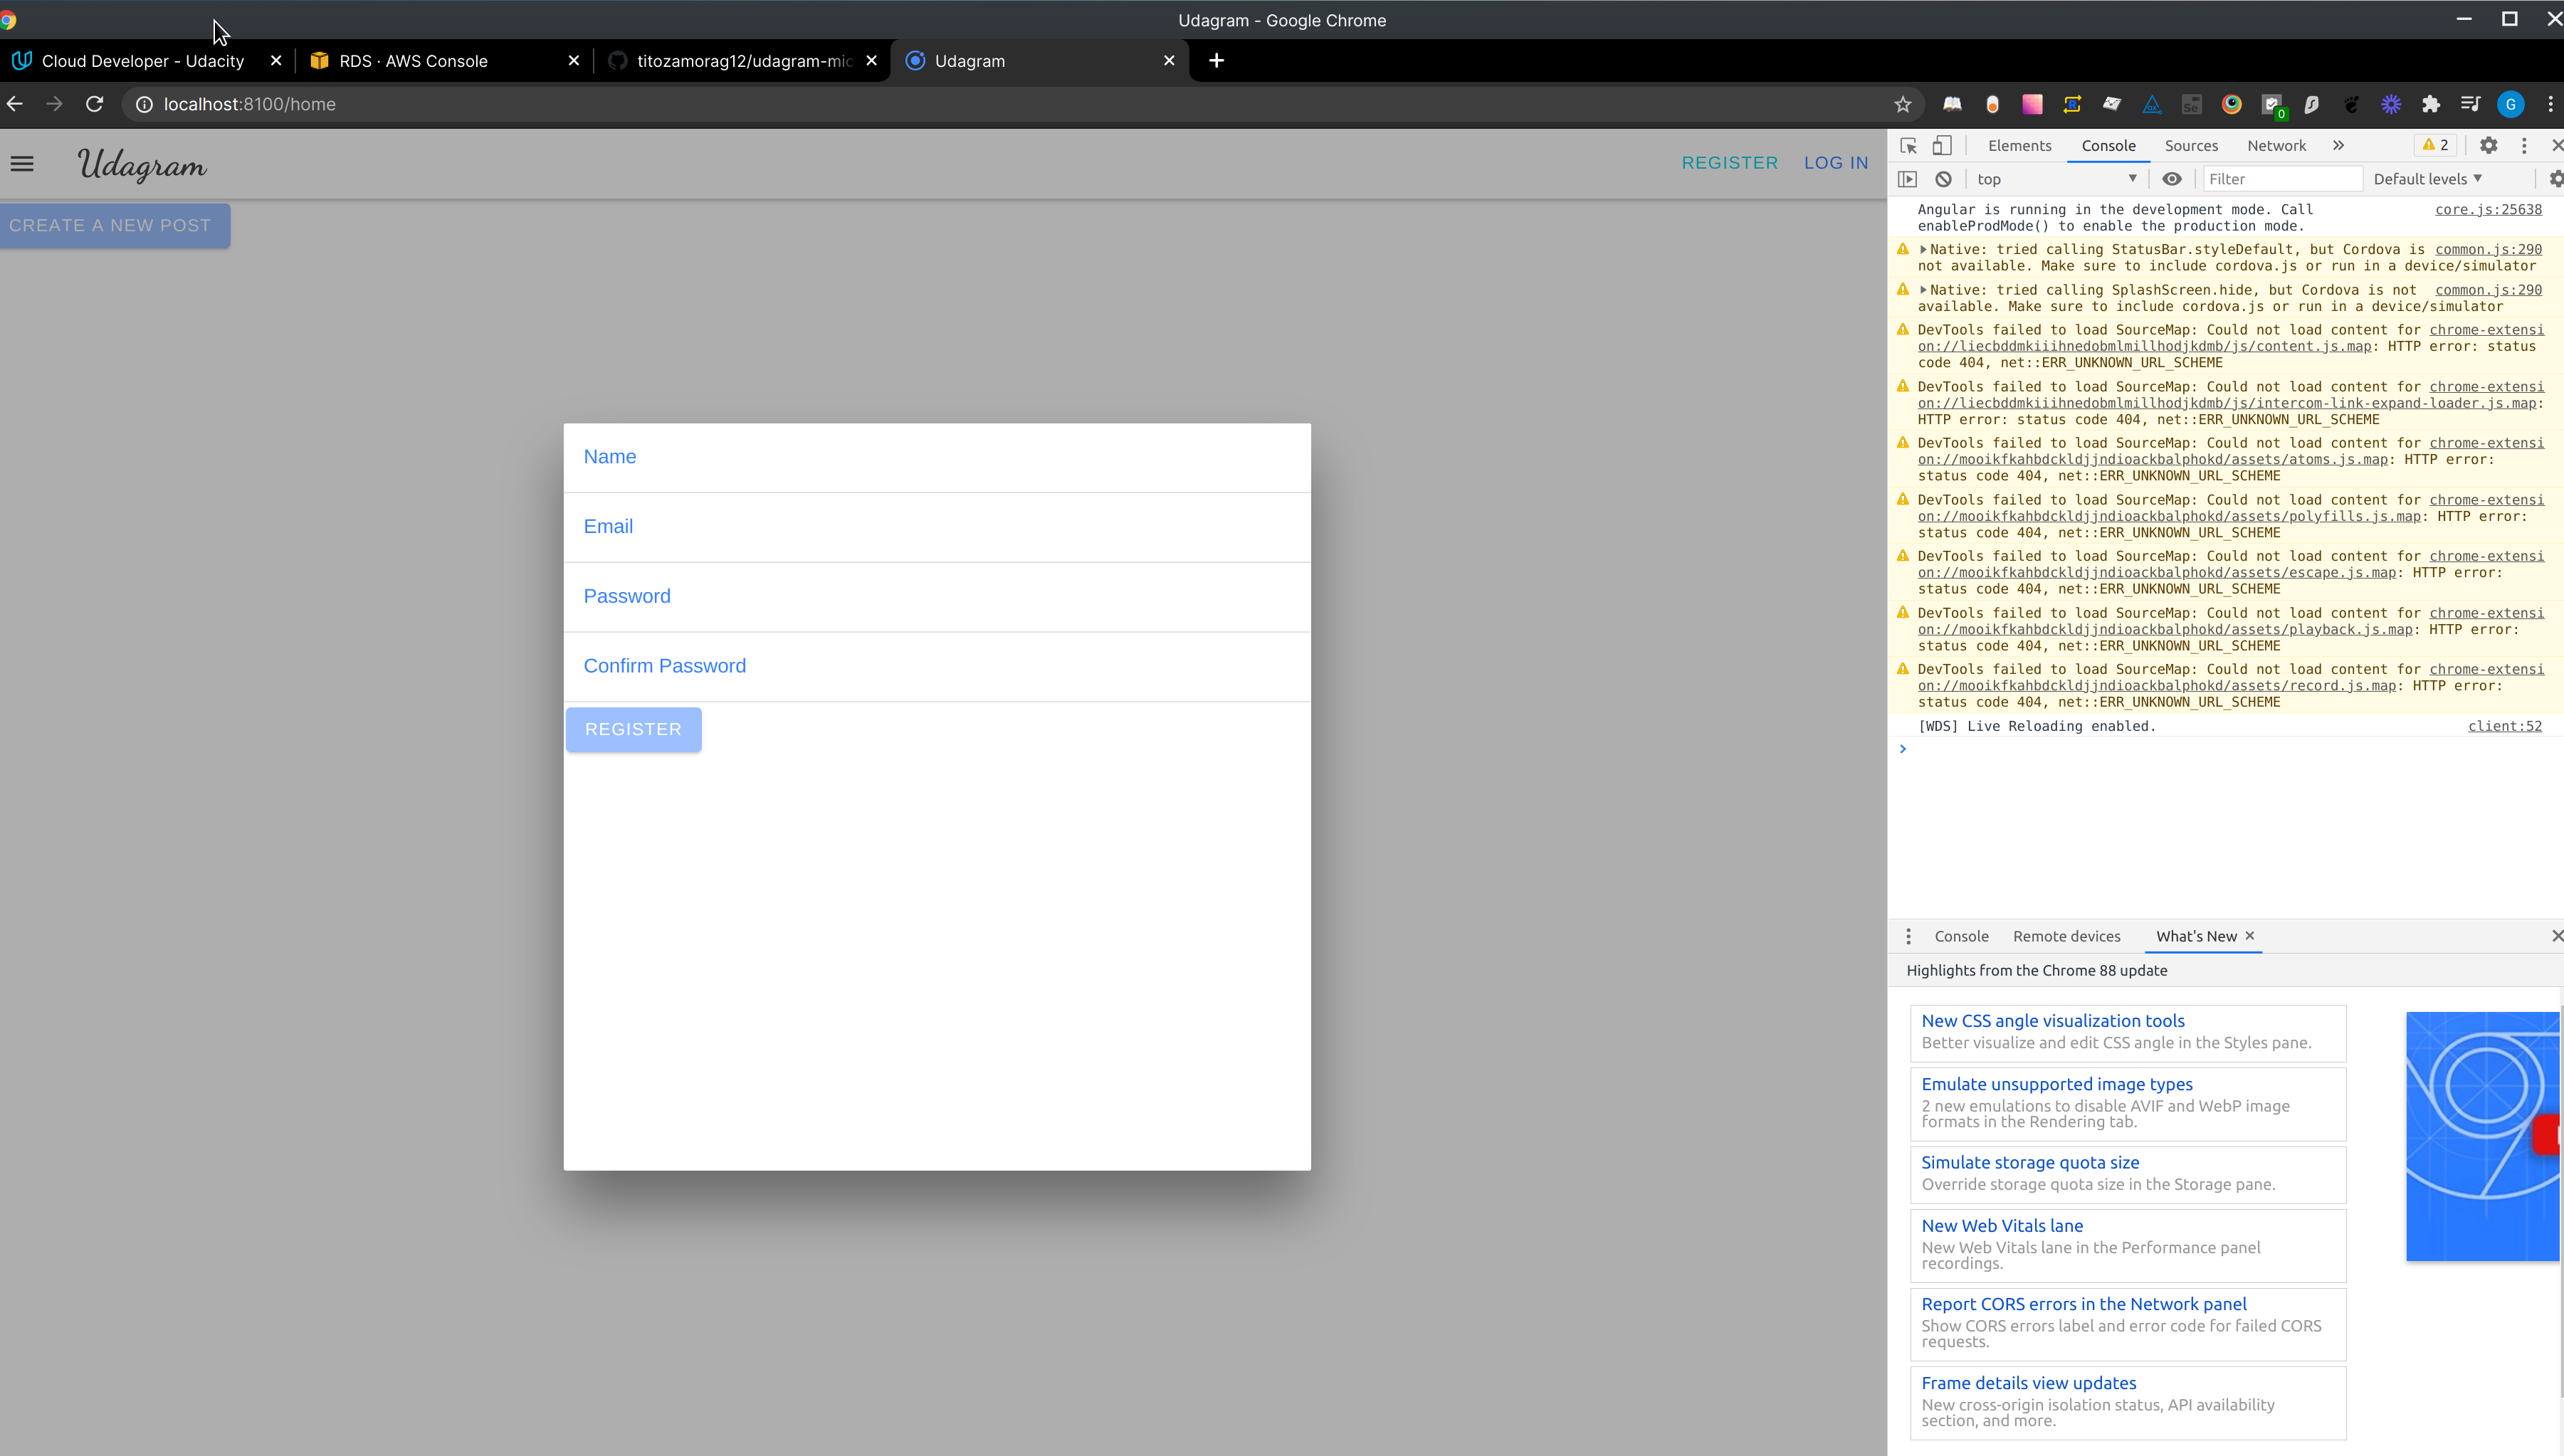 Udagram - Google Chrome
Cloud Developer - Udacity
RDS · AWS Console
titozamorag12/udagram-mic
Udagram
localhost:8100/home
G
0
Udagram
REGISTER
LOG IN
CREATE A NEW POST
Name
Email
Password
Confirm Password
REGISTER
Elements
Console
Sources
Network
2
top
Filter
Default levels
Angular is running in the development mode. Call core.js:25638
enableProdMode() to enable the production mode.
Native: tried calling StatusBar.styleDefault, but Cordova is common.js:290
not available. Make sure to include cordova.js or run in a device/simulator
Native: tried calling SplashScreen.hide, but Cordova is not common.js:290
available. Make sure to include cordova.js or run in a device/simulator
DevTools failed to load SourceMap: Could not load content for chrome-extensi
on://liecbddmkiiihnedobmlmillhodjkdmb/js/content.js.map: HTTP error: status
code 404, net::ERR_UNKNOWN_URL_SCHEME
DevTools failed to load SourceMap: Could not load content for chrome-extensi
on://liecbddmkiiihnedobmlmillhodjkdmb/js/intercom-link-expand-loader.js.map:
HTTP error: status code 404, net::ERR_UNKNOWN_URL_SCHEME
DevTools failed to load SourceMap: Could not load content for chrome-extensi
on://mooikfkahbdckldjjndioackbalphokd/assets/atoms.js.map: HTTP error:
status code 404, net::ERR_UNKNOWN_URL_SCHEME
DevTools failed to load SourceMap: Could not load content for chrome-extensi
on://mooikfkahbdckldjjndioackbalphokd/assets/polyfills.js.map: HTTP error:
status code 404, net::ERR_UNKNOWN_URL_SCHEME
DevTools failed to load SourceMap: Could not load content for chrome-extensi
on://mooikfkahbdckldjjndioackbalphokd/assets/escape.js.map: HTTP error:
status code 404, net::ERR_UNKNOWN_URL_SCHEME
DevTools failed to load SourceMap: Could not load content for chrome-extensi
on://mooikfkahbdckldjjndioackbalphokd/assets/playback.js.map: HTTP error:
status code 404, net::ERR_UNKNOWN_URL_SCHEME
DevTools failed to load SourceMap: Could not load content for chrome-extensi
on://mooikfkahbdckldjjndioackbalphokd/assets/record.js.map: HTTP error:
status code 404, net::ERR_UNKNOWN_URL_SCHEME
[WDS] Live Reloading enabled. client:52
Console
Remote devices
What's New
Highlights from the Chrome 88 update
New CSS angle visualization tools
Better visualize and edit CSS angle in the Styles pane.
Emulate unsupported image types
2 new emulations to disable AVIF and WebP image
formats in the Rendering tab.
Simulate storage quota size
Override storage quota size in the Storage pane.
New Web Vitals lane
New Web Vitals lane in the Performance panel
recordings.
Report CORS errors in the Network panel
Show CORS errors label and error code for failed CORS
requests.
Frame details view updates
New cross-origin isolation status, API availability
section, and more.